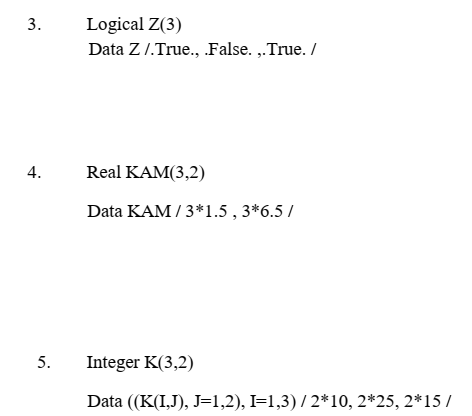 3. Logical Z(3)
Data Z /.True., .False. ,.True. /
4. Real KAM(3,2)
Data KAM / 3*1.5 , 3*6.5 /
5. Integer K(3,2)
Data ((K(I,J), J=1,2), I=1,3) / 2*10, 2*25, 2*15 /